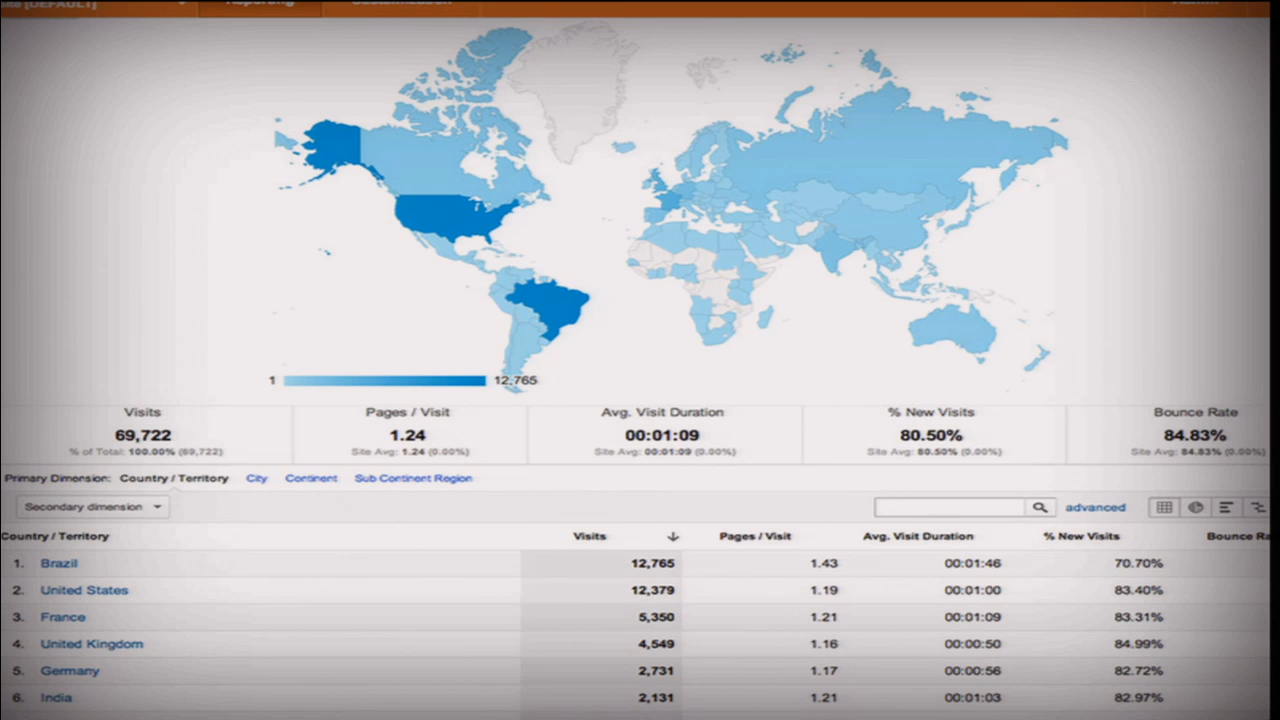 [DEFAULT] Reporting Customization Admin
1 12,765
Visits Pages / Visit Avg. Visit Duration % New Visits Bounce Rate
69,722 1.24 00:01:09 80.50% 84.83%
% of Total: 100.00% (69,722) Site Avg: 1.24 (0.00%) Site Avg: 00:01:09 (0.00%) Site Avg: 80.50% (0.00%) Site Avg: 84.83% (0.00%)
Primary Dimension: Country / Territory City Continent Sub Continent Region
Secondary dimension advanced
Country / Territory Visits Pages / Visit Avg. Visit Duration % New Visits Bounce Ra
1. Brazil 12,765 1.43 00:01:46 70.70%
2. United States 12,379 1.19 00:01:00 83.40%
3. France 5,350 1.21 00:01:09 83.31%
4. United Kingdom 4,549 1.16 00:00:50 84.99%
5. Germany 2,731 1.17 00:00:56 82.72%
6. India 2,131 1.21 00:01:03 82.97%